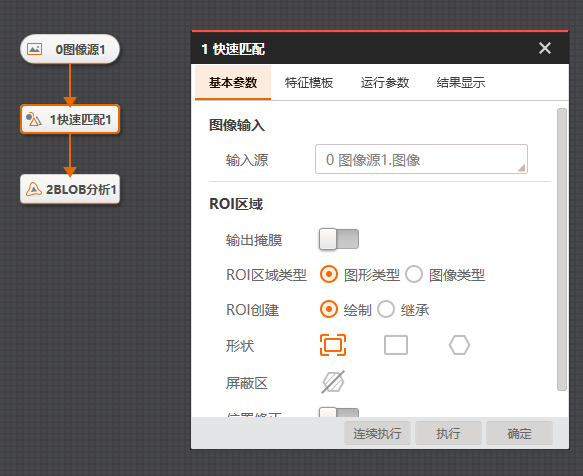 0图像源1
1快速匹配1
2BLOB分析1
1 快速匹配
基本参数 特征模板 运行参数 结果显示
图像输入
输入源 0 图像源1.图像
ROI区域
输出掩膜
ROI区域类型 图形类型 图像类型
ROI创建 绘制 继承
形状
屏蔽区
位置修正
连续执行 执行 确定